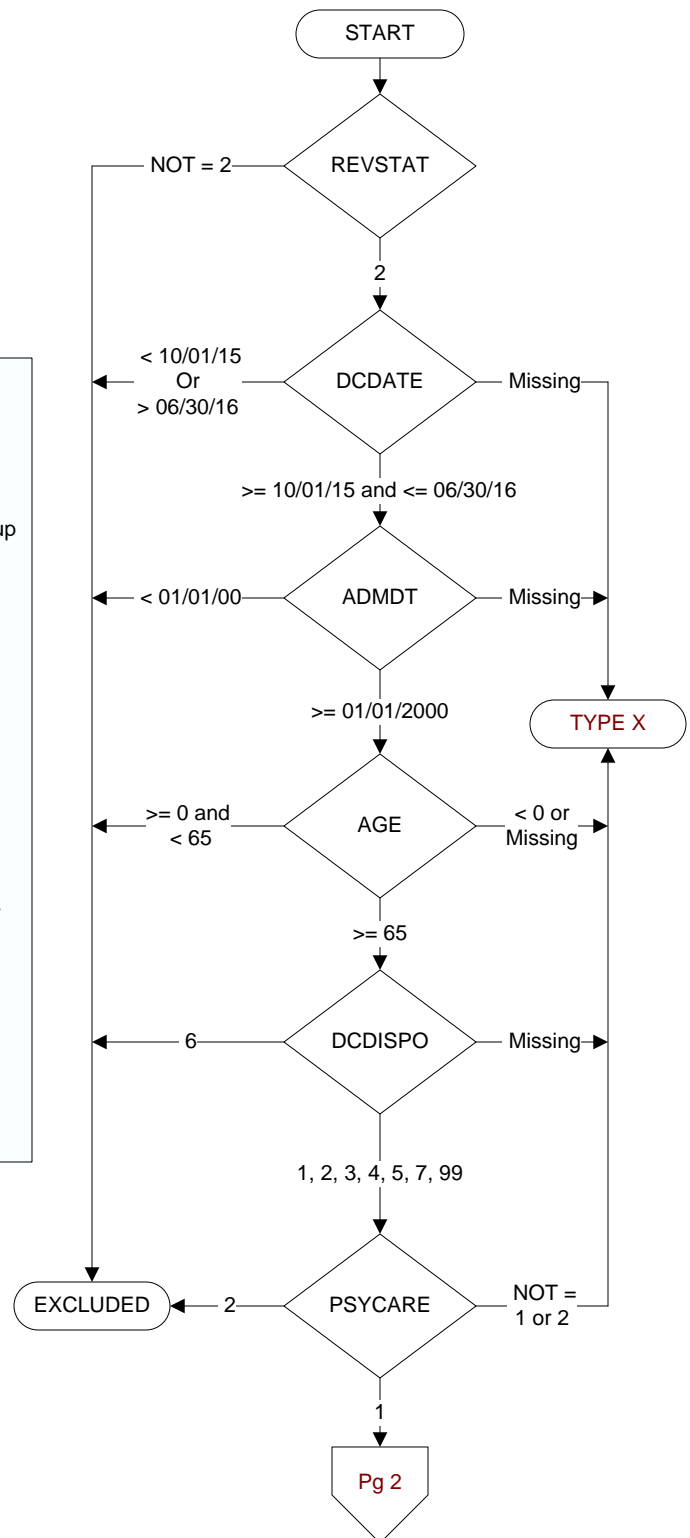 START
REVSTAT
NOT = 2
2
< 10/01/15
Or
> 06/30/16
DCDATE
Missing
>= 10/01/15 and <= 06/30/16
up
< 01/01/00
ADMDT
Missing
>= 01/01/2000
TYPE X
>= 0 and
< 65
AGE
< 0 or
Missing
>= 65
6
DCDISPO
Missing
1, 2, 3, 4, 5, 7, 99
EXCLUDED
2
PSYCARE
NOT =
1 or 2
1
Pg 2